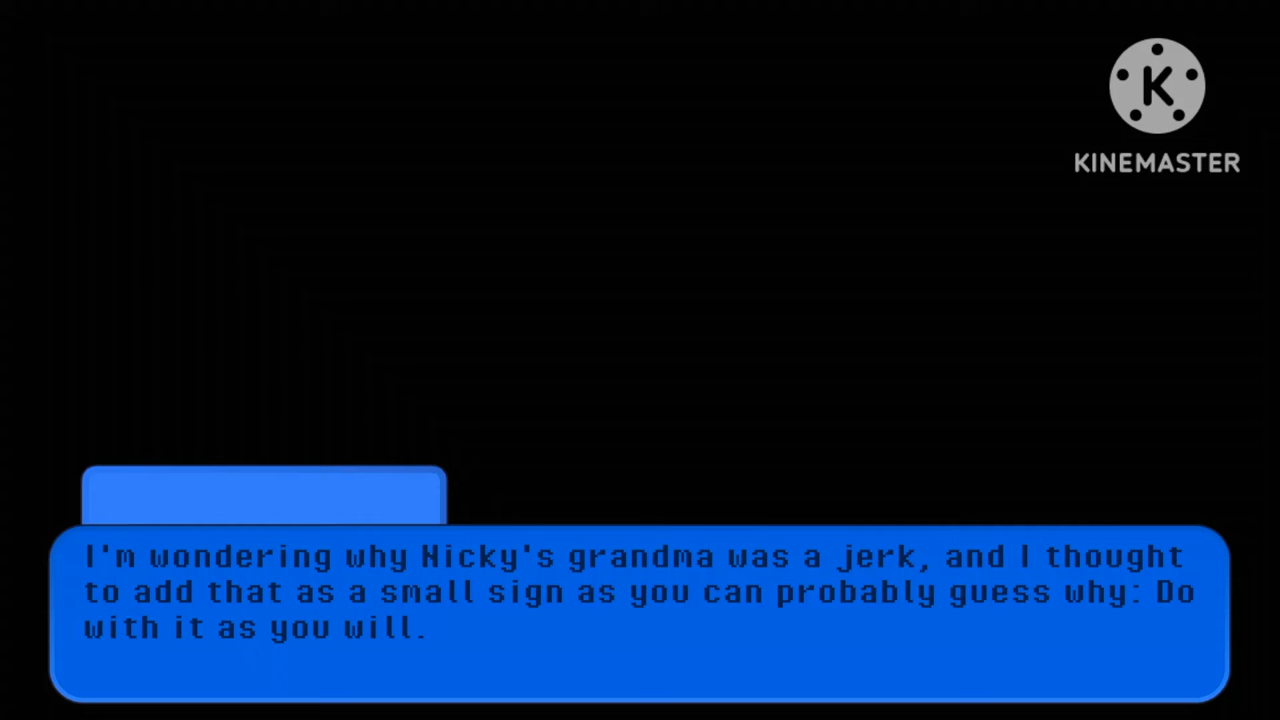 K
KINEMASTER
I'm wondering why Nicky's grandma was a jerk, and I thought
to add that as a small sign as you can probably guess why: Do
with it as you will.